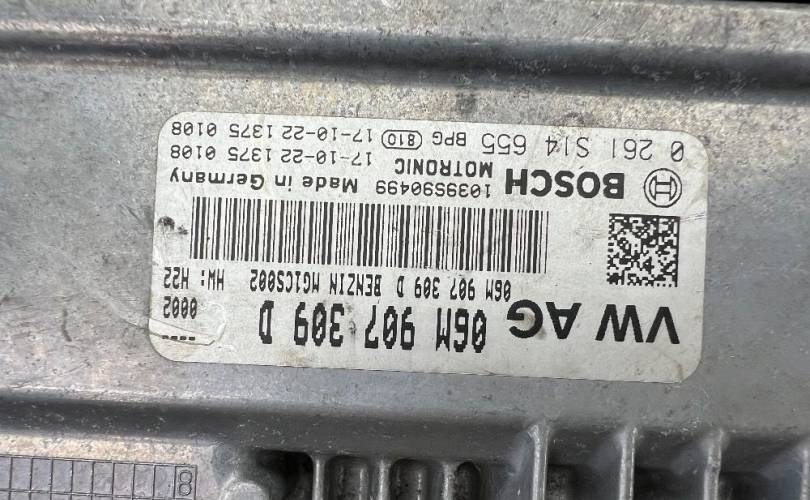 VW AG 06M 907 309 D ---
0002
06M 907 309 D BENZIN MG1CS002 HW: H22
1039S90499 Made in Germany
BOSCH MOTRONIC 17-10-22 1375 0108
0 261 S14 655 BPG 810 17-10-22 1375 0108
8